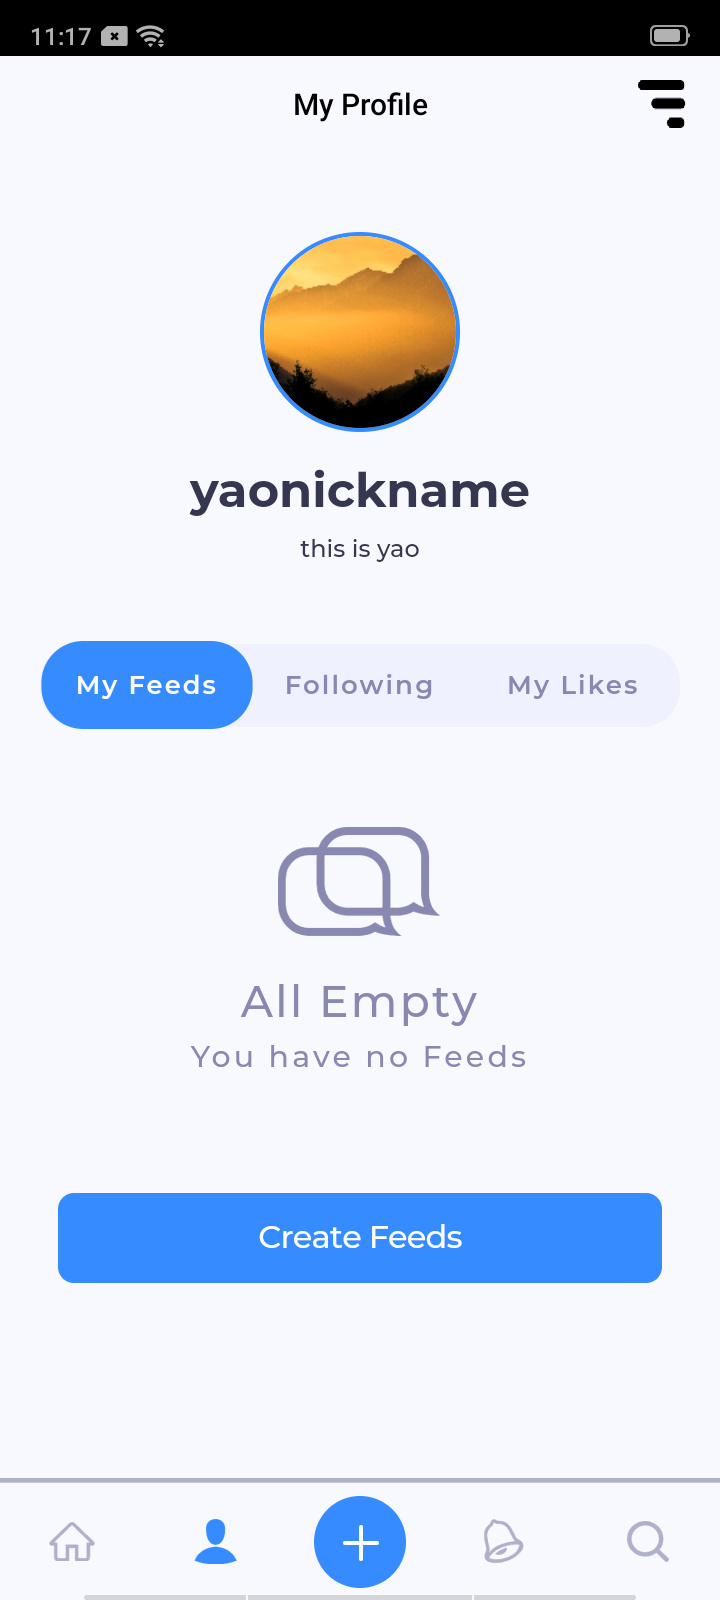 11:17
My Profile
yaonickname
this is yao
My Feeds Following My Likes
All Empty
You have no Feeds
Create Feeds